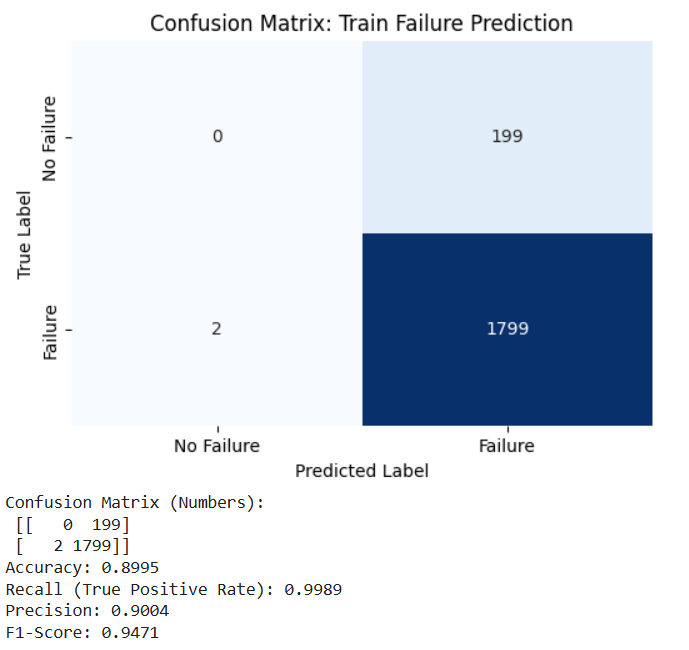 Confusion Matrix: Train Failure Prediction
No Failure
0
199
True Label
Failure
2
1799
No Failure
Failure
Predicted Label
Confusion Matrix (Numbers):
[[   0  199]
[   2 1799]]
Accuracy: 0.8995
Recall (True Positive Rate): 0.9989
Precision: 0.9004
F1-Score: 0.9471